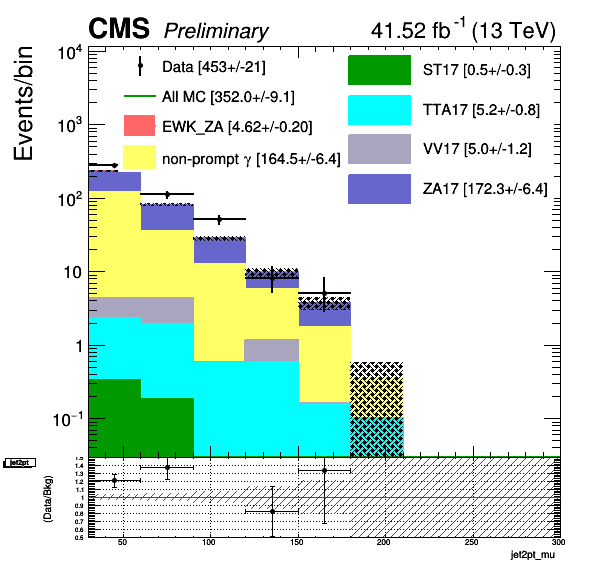 CMS Preliminary 41.52 fb⁻¹ (13 TeV)
Events/bin
10⁴
10³
10²
10
1
10⁻¹
Data [453+/-21]
All MC [352.0+/-9.1]
EWK_ZA [4.62+/-0.20]
non-prompt γ [164.5+/-6.4]
ST17 [0.5+/-0.3]
TTA17 [5.2+/-0.8]
VV17 [5.0+/-1.2]
ZA17 [172.3+/-6.4]
jet2pt
(Data/Bkg)
1.5
1.4
1.3
1.2
1.1
1
0.9
0.8
0.7
0.6
0.5
50 100 150 200 250 300
jet2pt_mu